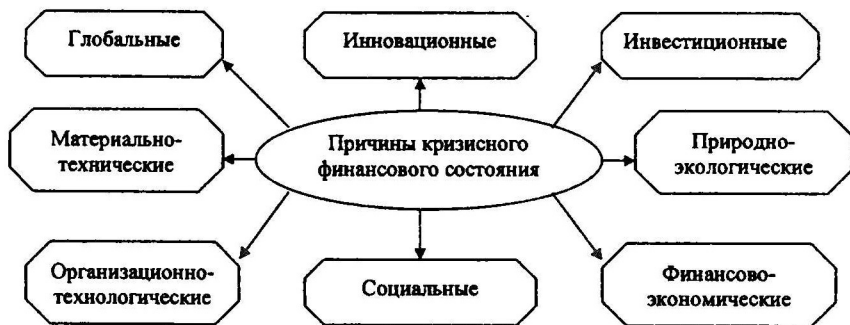 Глобальные
Инновационные
Инвестиционные
Материально-
технические
Причины кризисного
финансового состояния
Природно-
экологические
Организационно-
технологические
Социальные
Финансово-
экономические